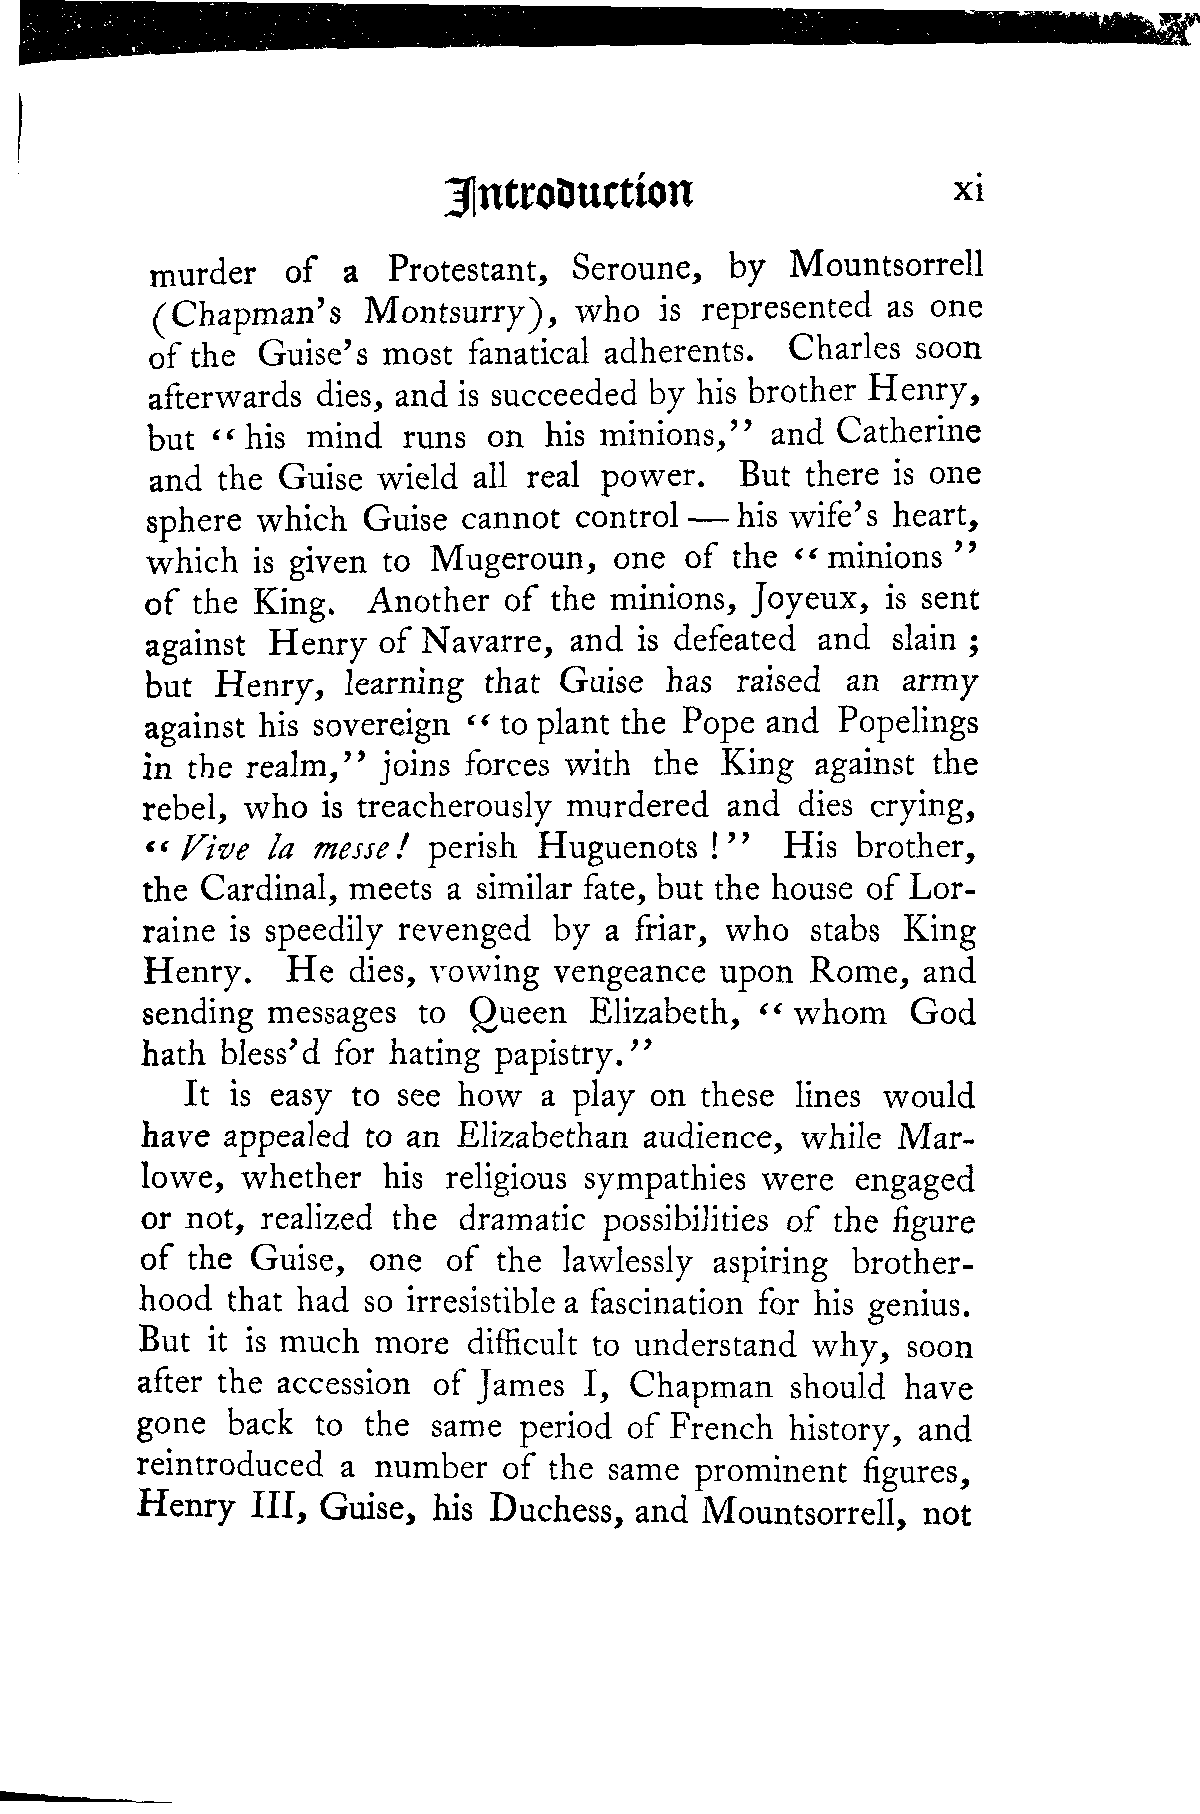 Introduction xi
murder of a Protestant, Seroune, by Mountsorrell
(Chapman's Montsurry), who is represented as one
of the Guise's most fanatical adherents. Charles soon
afterwards dies, and is succeeded by his brother Henry,
but "his mind runs on his minions," and Catherine
and the Guise wield all real power. But there is one
sphere which Guise cannot control — his wife's heart,
which is given to Mugeroun, one of the "minions"
of the King. Another of the minions, Joyeux, is sent
against Henry of Navarre, and is defeated and slain ;
but Henry, learning that Guise has raised an army
against his sovereign "to plant the Pope and Popelings
in the realm," joins forces with the King against the
rebel, who is treacherously murdered and dies crying,
"Vive la messe! perish Huguenots !" His brother,
the Cardinal, meets a similar fate, but the house of Lor-
raine is speedily revenged by a friar, who stabs King
Henry. He dies, vowing vengeance upon Rome, and
sending messages to Queen Elizabeth, "whom God
hath bless'd for hating papistry."
It is easy to see how a play on these lines would
have appealed to an Elizabethan audience, while Mar-
lowe, whether his religious sympathies were engaged
or not, realized the dramatic possibilities of the figure
of the Guise, one of the lawlessly aspiring brother-
hood that had so irresistible a fascination for his genius.
But it is much more difficult to understand why, soon
after the accession of James I, Chapman should have
gone back to the same period of French history, and
reintroduced a number of the same prominent figures,
Henry III, Guise, his Duchess, and Mountsorrell, not